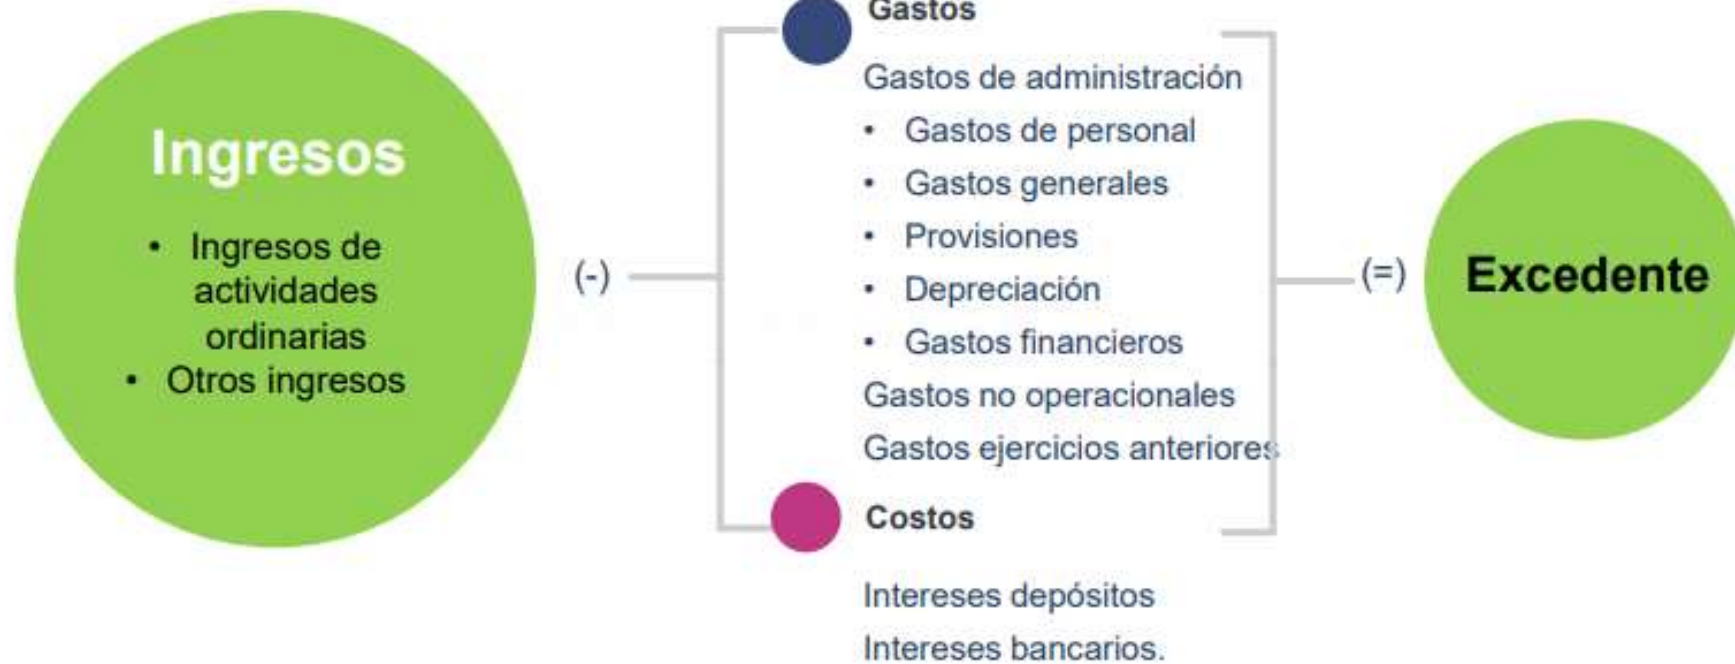 Ingresos
• Ingresos de
actividades
ordinarias
• Otros ingresos
(-)
Gastos
Gastos de administración
• Gastos de personal
• Gastos generales
• Provisiones
• Depreciación
• Gastos financieros
Gastos no operacionales
Gastos ejercicios anteriores
Costos
Intereses depósitos
Intereses bancarios.
(=)
Excedente